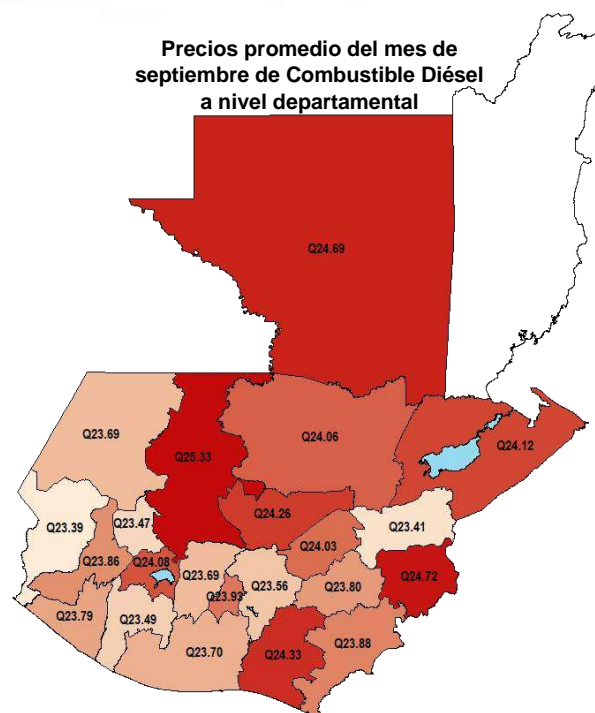 Precios promedio del mes de
septiembre de Combustible Diésel
a nivel departamental
Q24.69
Q23.69
Q24.06
Q24.12
Q25.33
Q24.26
Q23.39
Q23.47
Q23.41
Q24.03
Q23.86
Q24.08
Q23.69
Q23.56
Q24.72
Q23.80
Q23.93
Q23.79
Q23.49
Q23.88
Q23.70
Q24.33